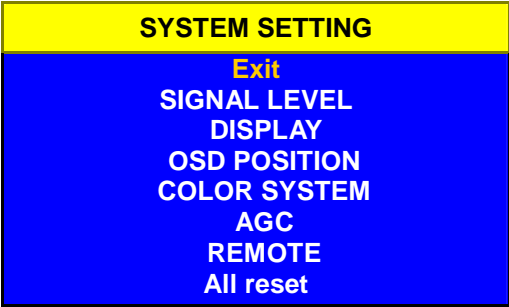 SYSTEM SETTING
Exit
SIGNAL LEVEL
DISPLAY
OSD POSITION
COLOR SYSTEM
AGC
REMOTE
All reset